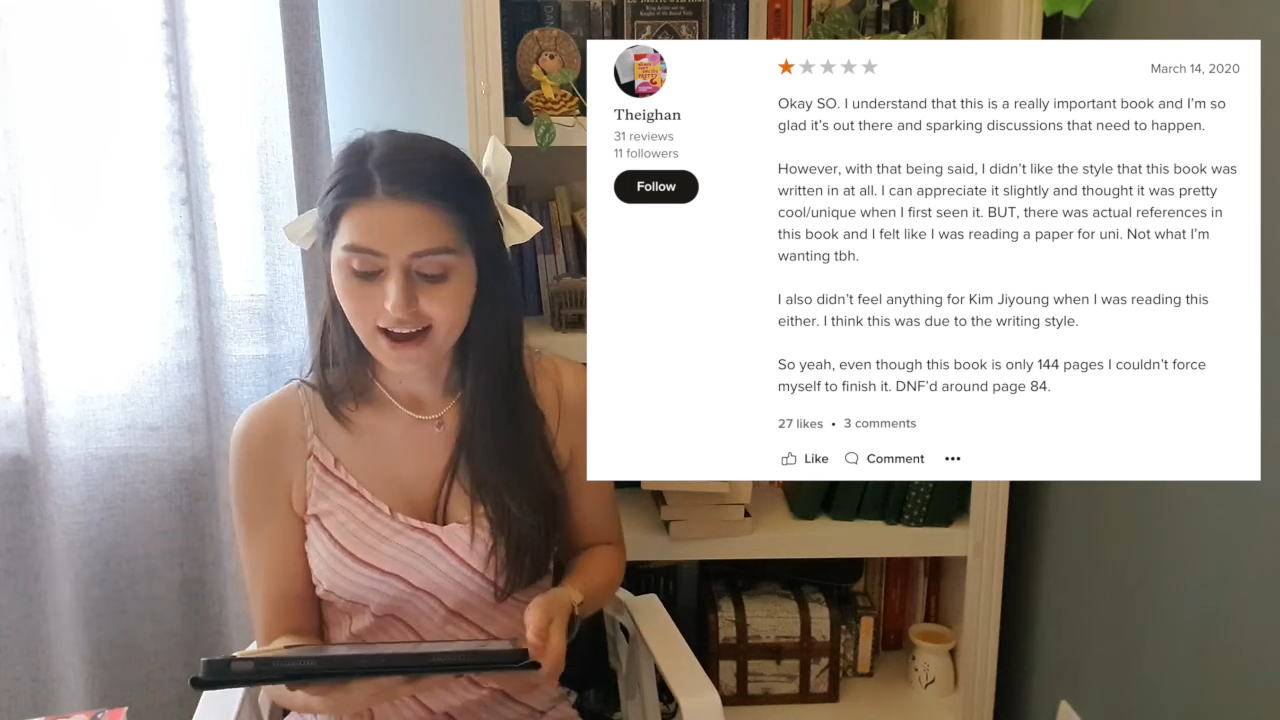 Theighan
31 reviews
11 followers
Follow
March 14, 2020
Okay SO. I understand that this is a really important book and I'm so
glad it's out there and sparking discussions that need to happen.
However, with that being said, I didn't like the style that this book was
written in at all. I can appreciate it slightly and thought it was pretty
cool/unique when I first seen it. BUT, there was actual references in
this book and I felt like I was reading a paper for uni. Not what I'm
wanting tbh.
I also didn't feel anything for Kim Jiyoung when I was reading this
either. I think this was due to the writing style.
So yeah, even though this book is only 144 pages I couldn't force
myself to finish it. DNF'd around page 84.
27 likes • 3 comments
Like Comment •••